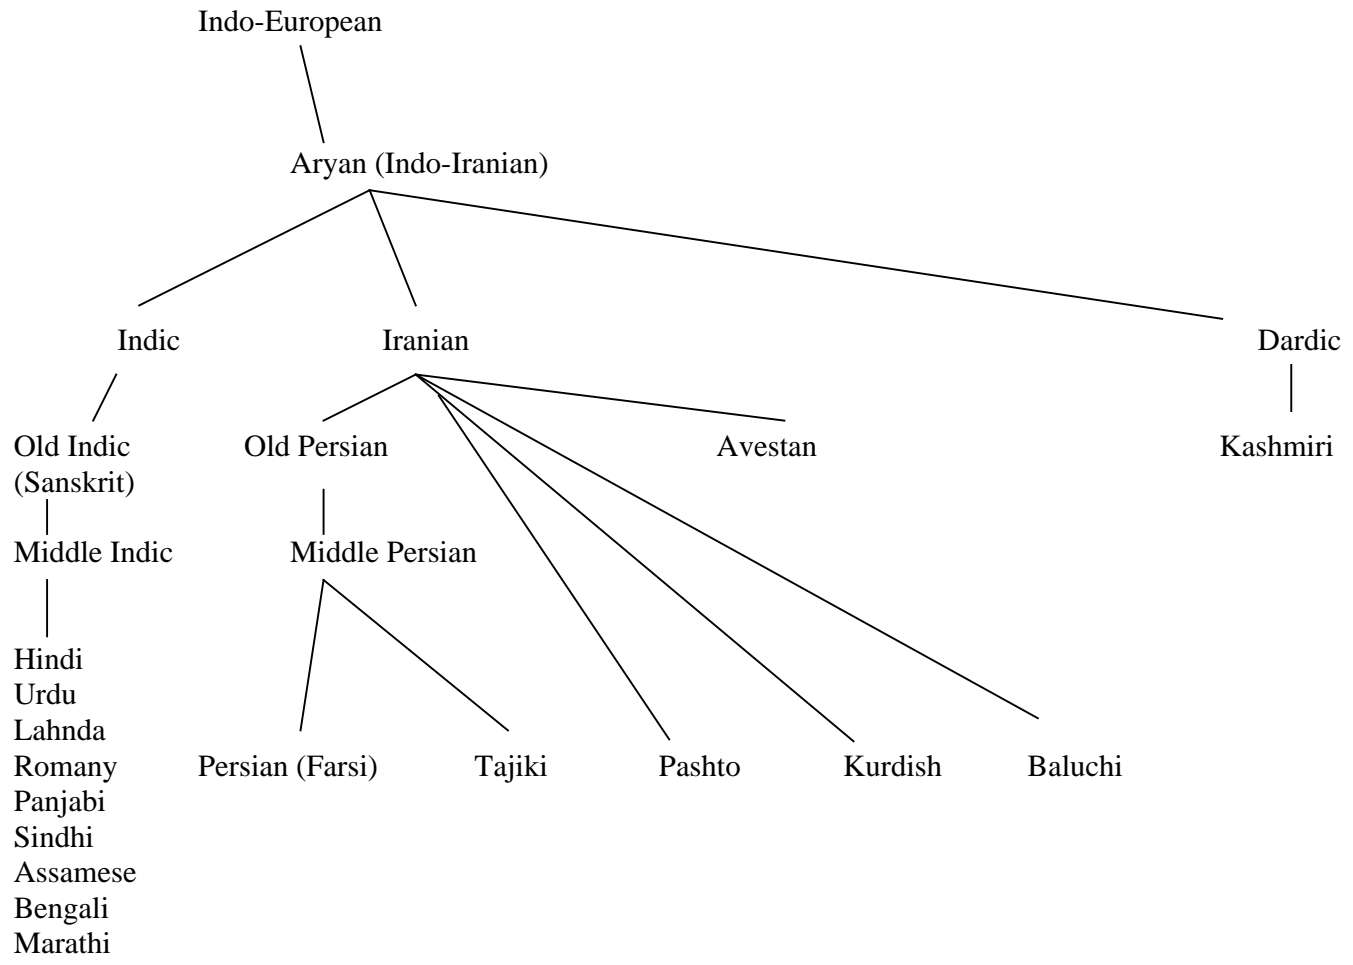 Indo-European
Aryan (Indo-Iranian)
Indic Iranian Dardic
Old Indic Old Persian Avestan Kashmiri
(Sanskrit)
Middle Indic Middle Persian
Hindi
Urdu
Lahnda
Romany Persian (Farsi) Tajiki Pashto Kurdish Baluchi
Panjabi
Sindhi
Assamese
Bengali
Marathi